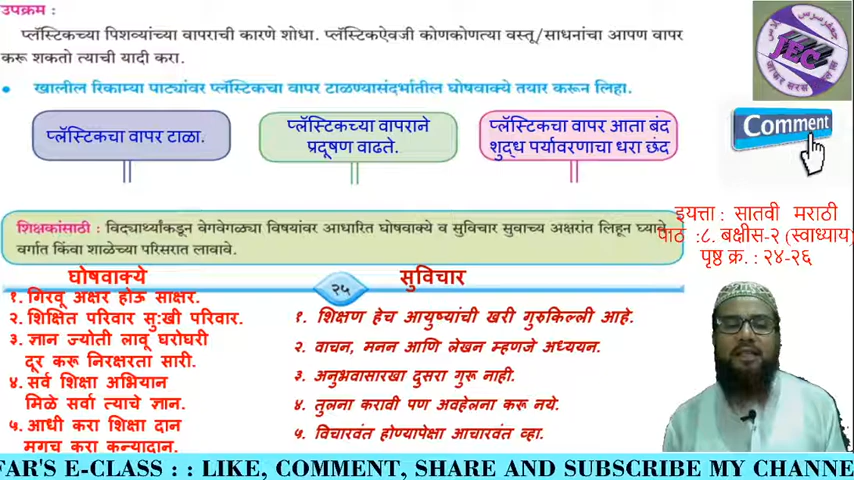 उपक्रम :
प्लॅस्टिकच्या पिशव्यांच्या वापराची कारणे शोधा. प्लॅस्टिकऐवजी कोणकोणत्या वस्तू/साधनांचा आपण वापर
करू शकतो त्याची यादी करा.
• खालील रिकाम्या पाट्यांवर प्लॅस्टिकचा वापर टाळण्यासंदर्भातील घोषवाक्ये तयार करून लिहा.
प्लॅस्टिकचा वापर टाळा.
प्लॅस्टिकच्या वापराने
प्रदूषण वाढते.
प्लॅस्टिकचा वापर आता बंद
शुद्ध पर्यावरणाचा धरा छंद
JEC
Comment
इयत्ता : सातवी मराठी
पाठ :८. बक्षीस-२ (स्वाध्याय)
पृष्ठ क्र. : २४-२६
शिक्षकांसाठी : विद्यार्थ्यांकडून वेगवेगळ्या विषयांवर आधारित घोषवाक्ये व सुविचार सुवाच्य अक्षरांत लिहून घ्यावे.
वर्गात किंवा शाळेच्या परिसरात लावावे.
२५
घोषवाक्ये
१. गिरवू अक्षर होऊ साक्षर.
२. शिक्षित परिवार सु:खी परिवार.
३. ज्ञान ज्योती लावू घरोघरी
दूर करू निरक्षरता सारी.
४. सर्व शिक्षा अभियान
मिळे सर्वा त्याचे ज्ञान.
५. आधी करा शिक्षा दान
मगच करा कन्यादान.
सुविचार
१. शिक्षण हेच आयुष्यांची खरी गुरुकिल्ली आहे.
२. वाचन, मनन आणि लेखन म्हणजे अध्ययन.
३. अनुभवासारखा दुसरा गुरू नाही.
४. तुलना करावी पण अवहेलना करू नये.
५. विचारवंत होण्यापेक्षा आचारवंत व्हा.
FAR'S E-CLASS : : LIKE, COMMENT, SHARE AND SUBSCRIBE MY CHANNE